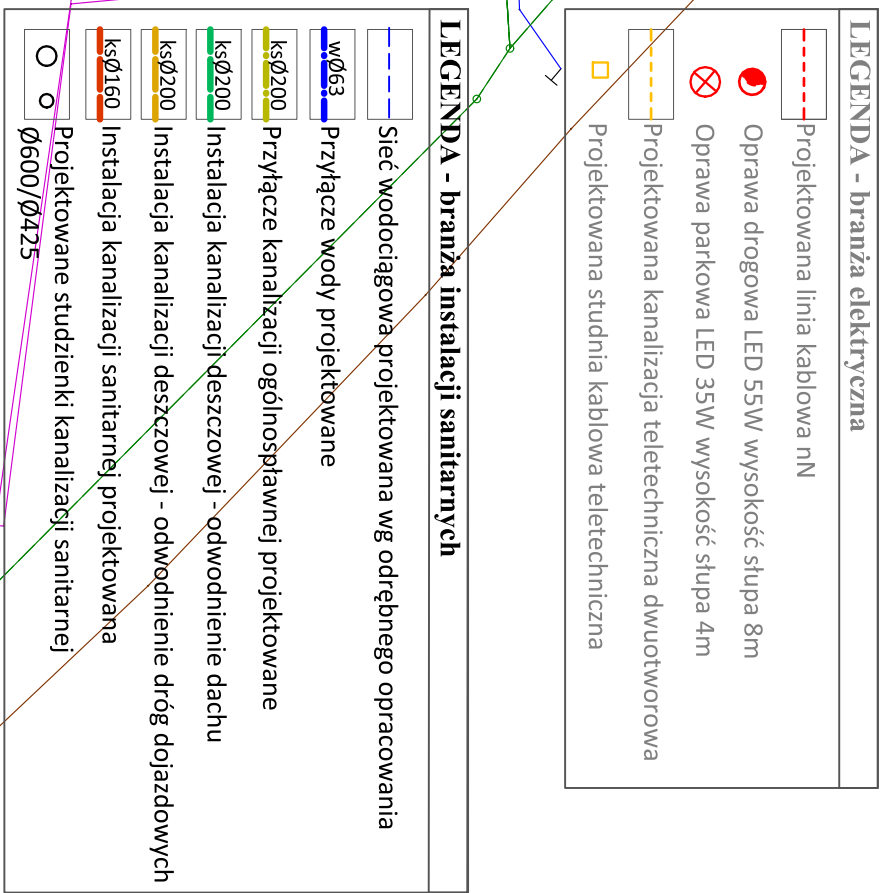 LEGENDA - branża elektryczna
Projektowana linia kablowa nN
Oprawa drogowa LED 55W wysokość słupa 8m
Oprawa parkowa LED 35W wysokość słupa 4m
Projektowana kanalizacja teletechniczna dwuotworowa
Projektowana studnia kablowa teletechniczna
LEGENDA - branża instalacji sanitarnych
Sieć wodociągowa projektowana wg odrębnego opracowania
wØ63 Przyłącze wody projektowane
ksØ200 Przyłącze kanalizacji ogólnospławnej projektowane
ksØ200 Instalacja kanalizacji deszczowej - odwodnienie dachu
ksØ200 Instalacja kanalizacji deszczowej - odwodnienie dróg dojazdowych
ksØ160 Instalacja kanalizacji sanitarnej projektowana
Projektowane studzienki kanalizacji sanitarnej
Ø600/Ø425